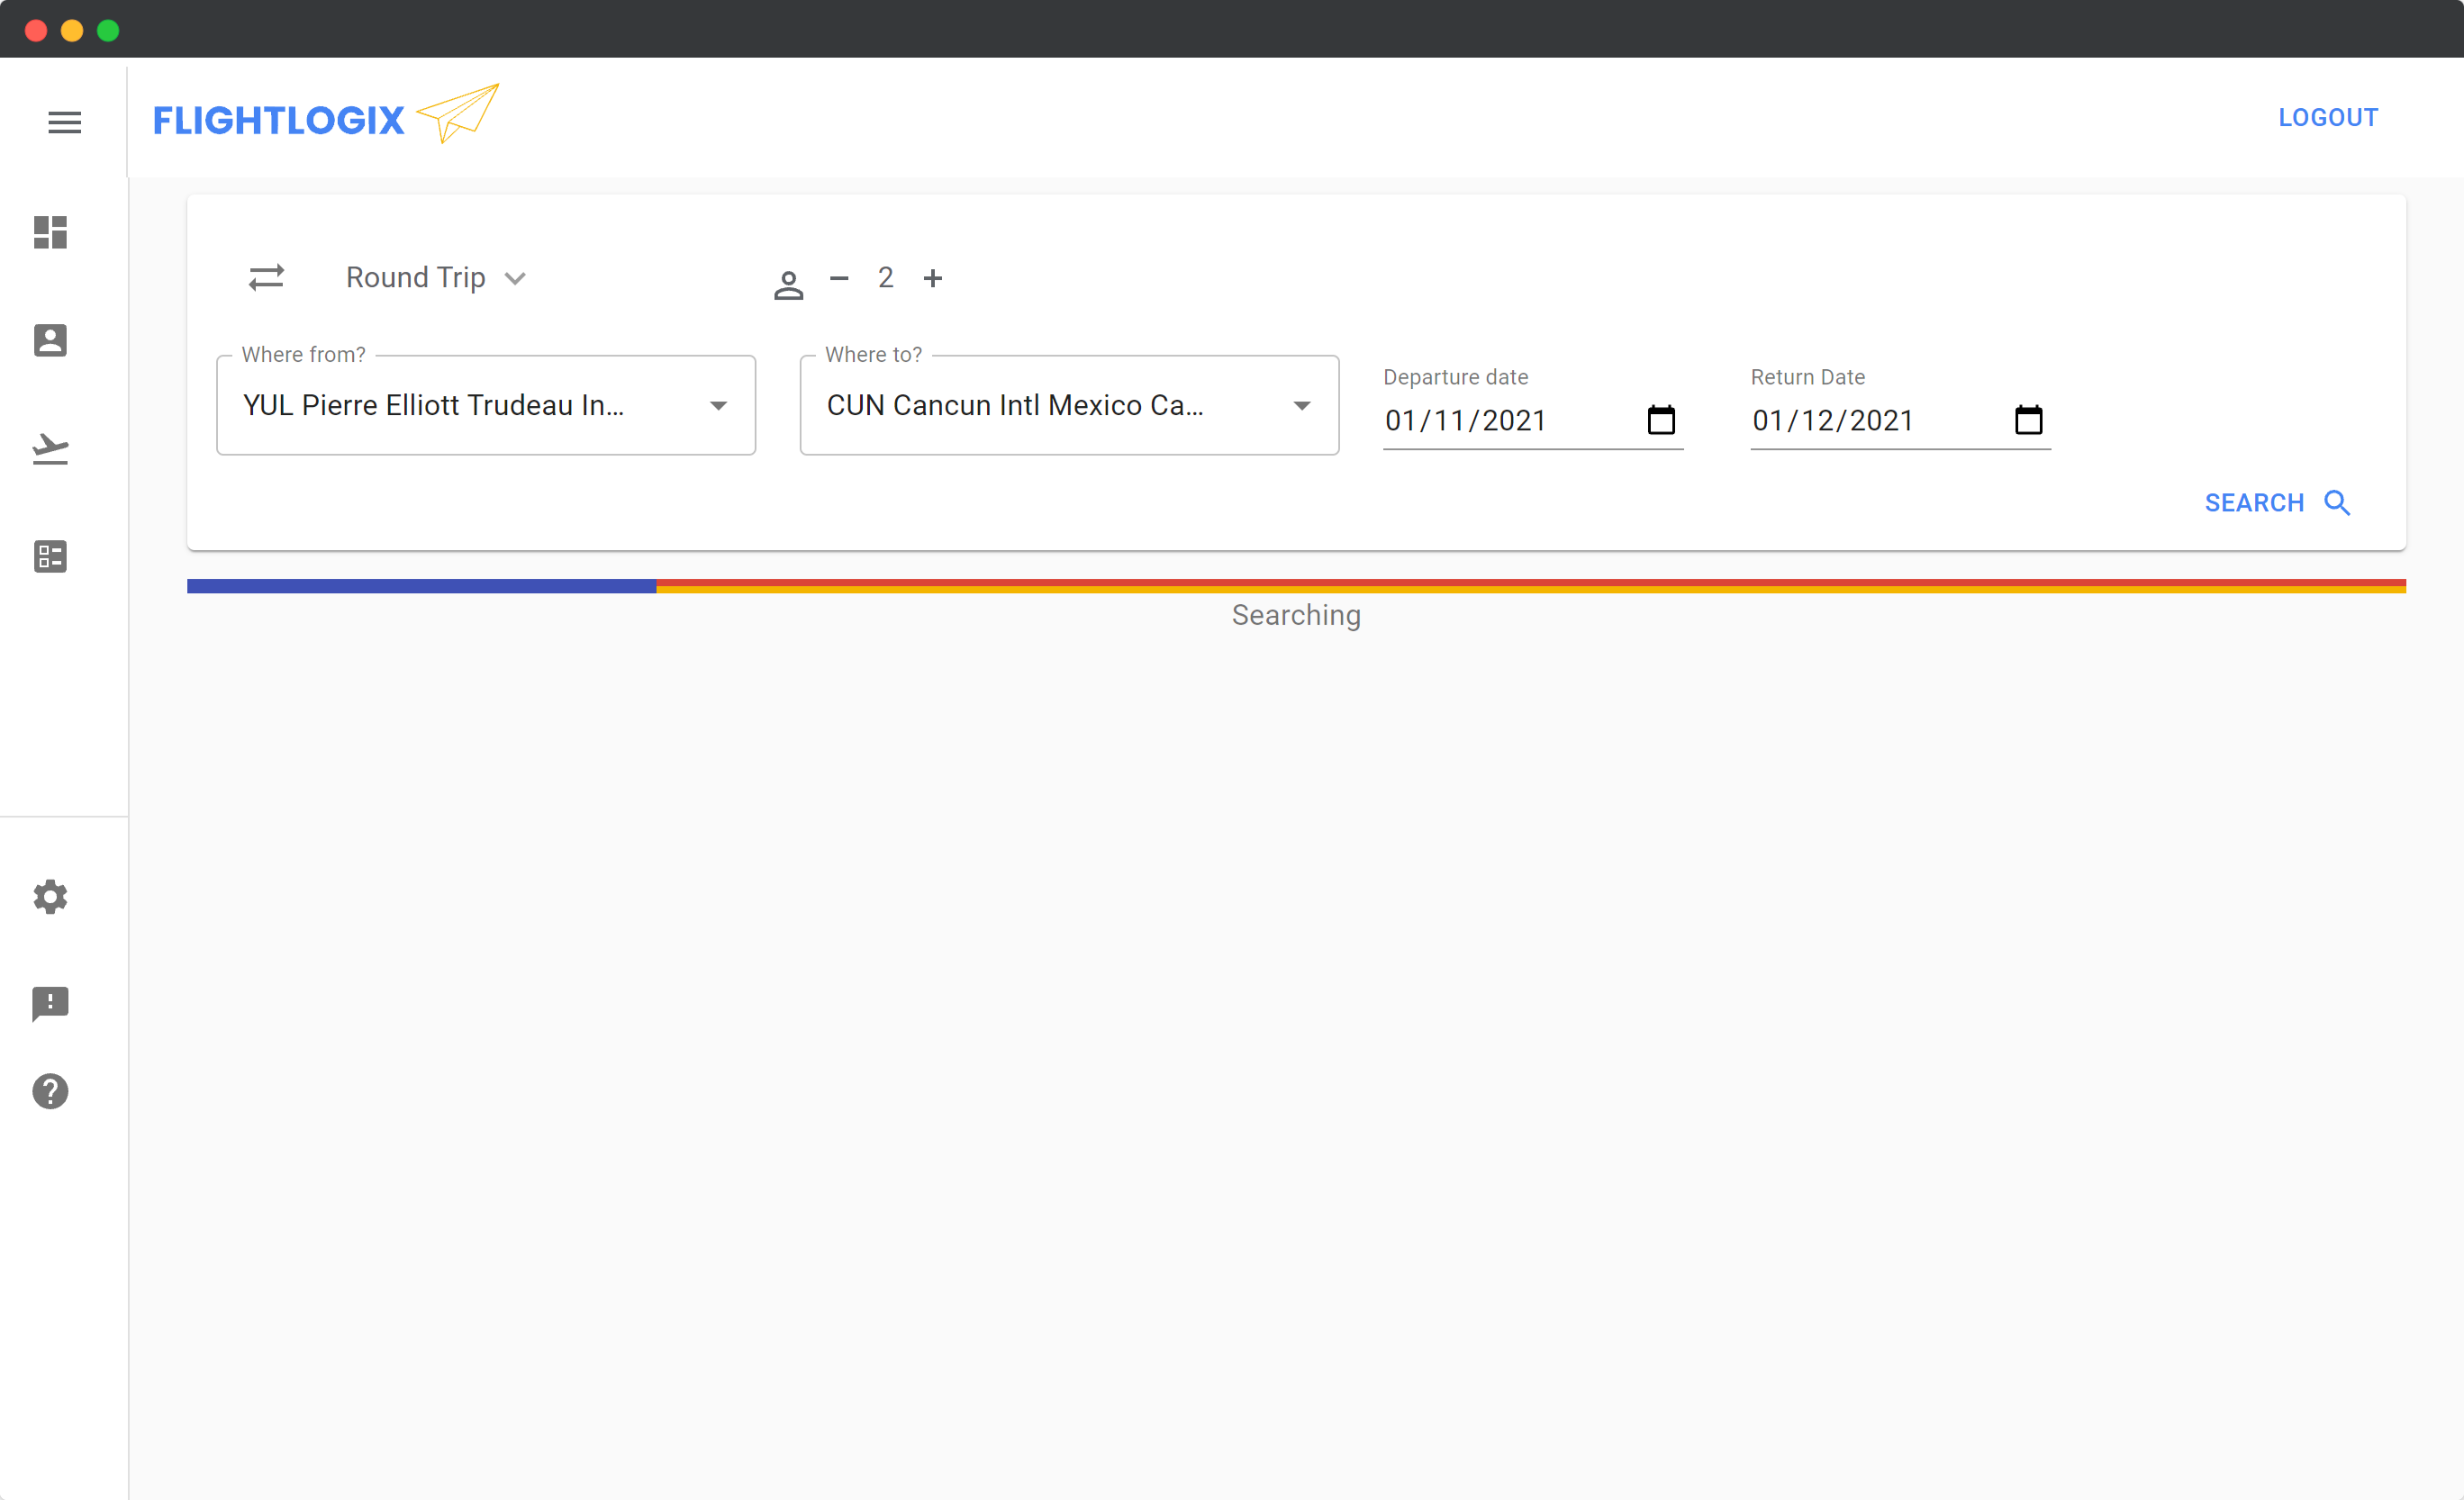 FLIGHTLOGIX
LOGOUT
Round Trip
2
Where from?
YUL Pierre Elliott Trudeau In...
Where to?
CUN Cancun Intl Mexico Ca...
Departure date
01/11/2021
Return Date
01/12/2021
SEARCH
Searching